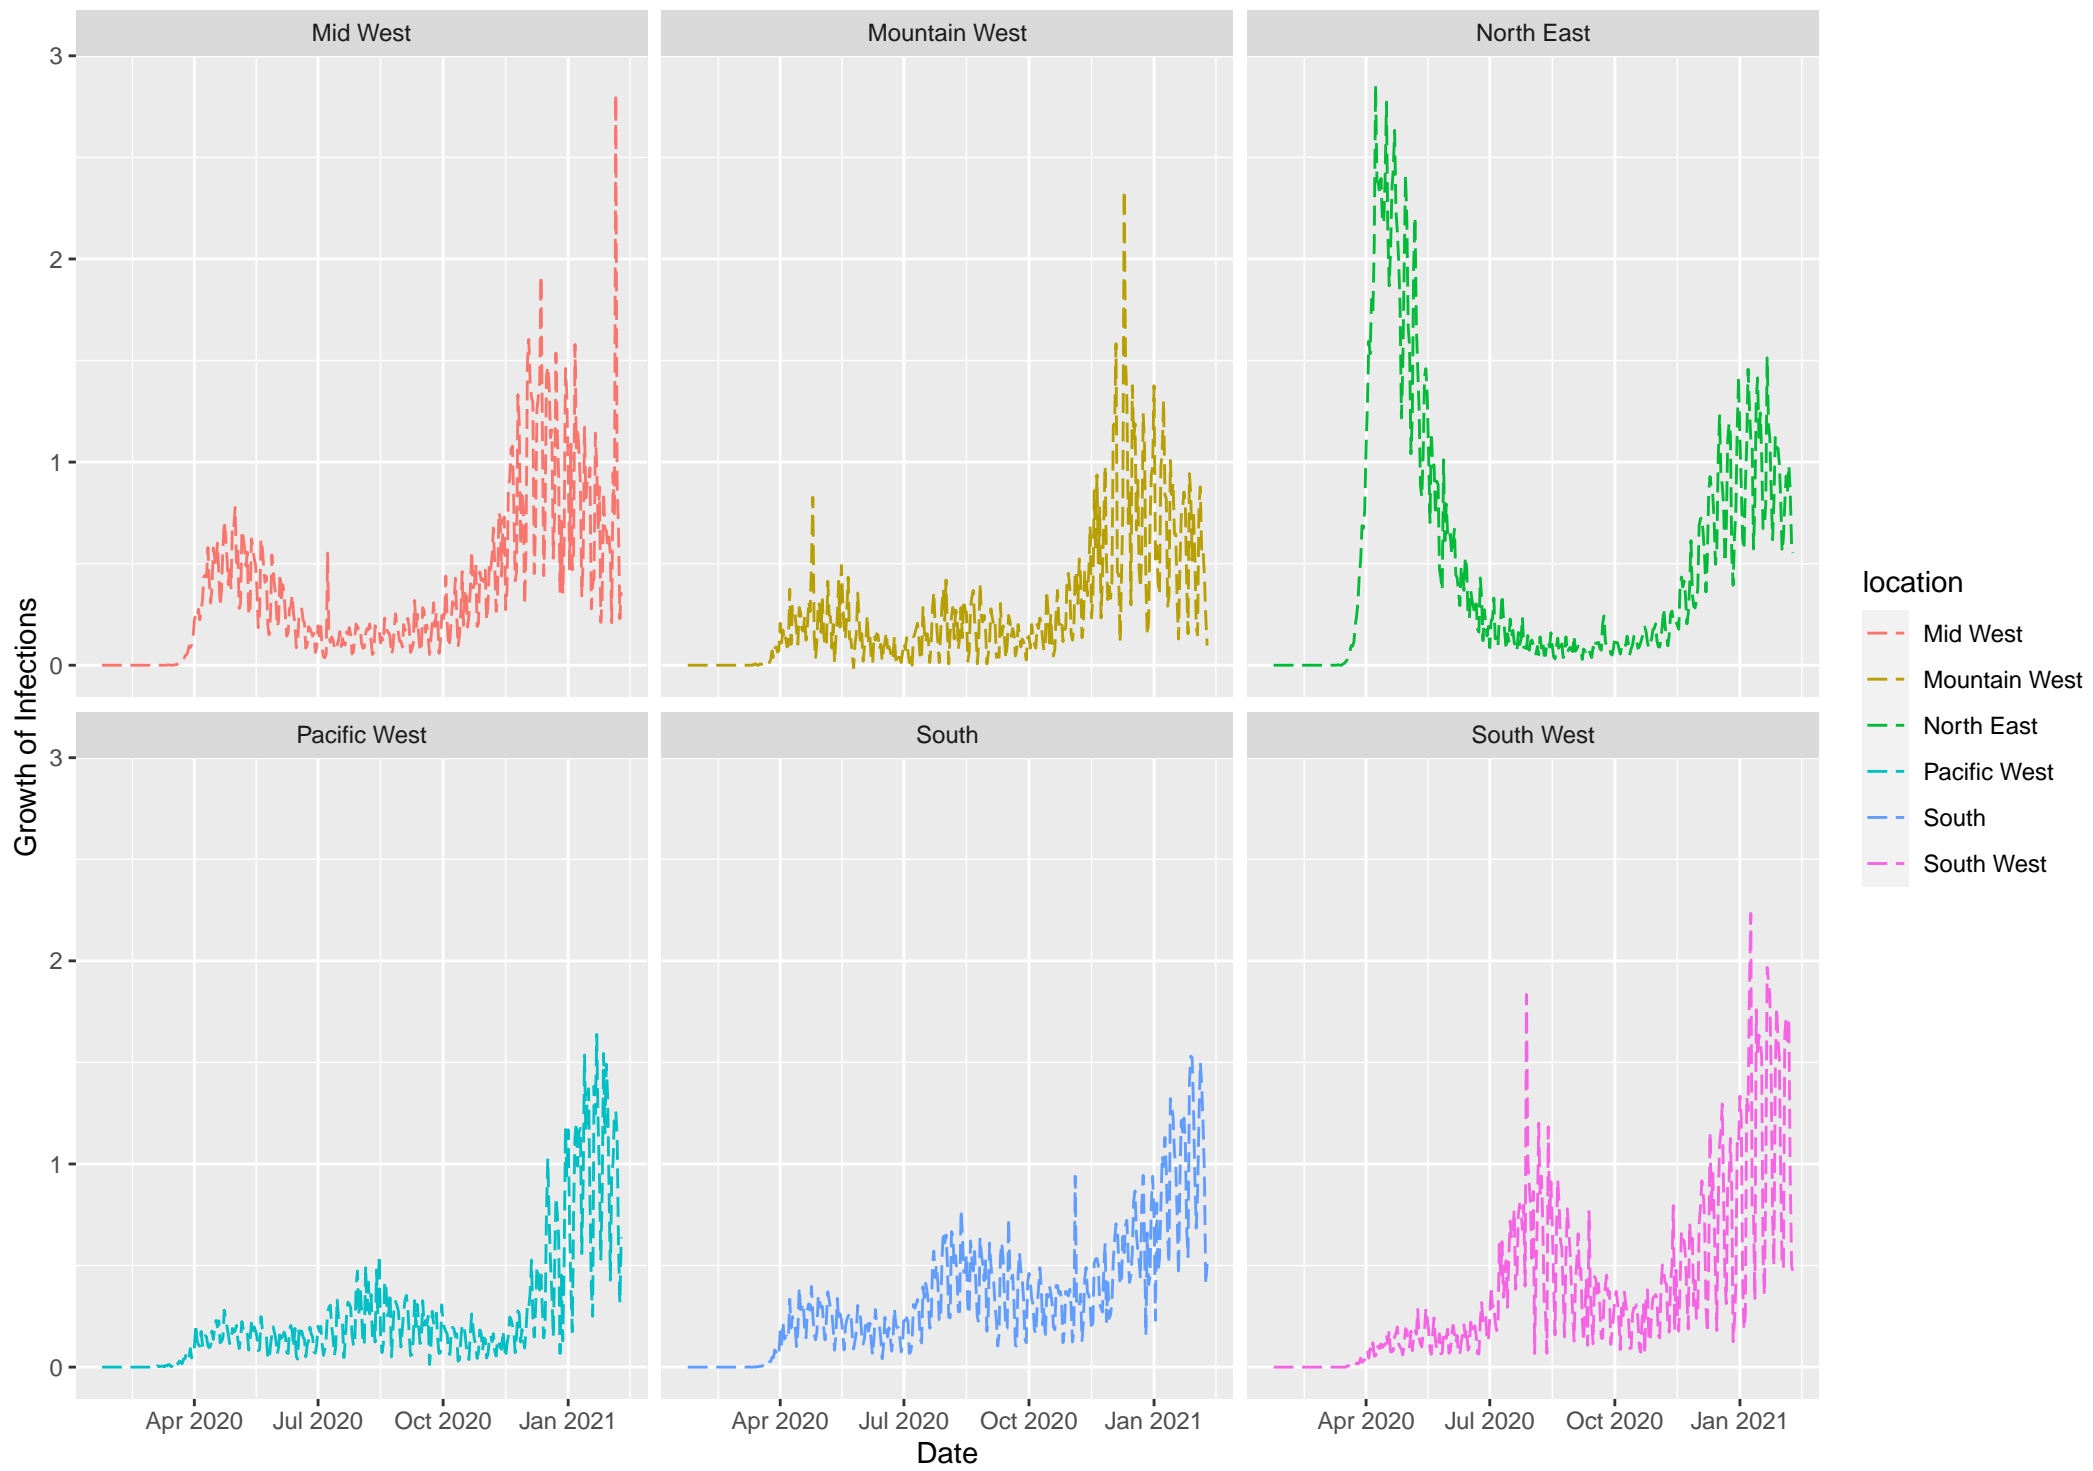 Mid West
Mountain West
North East
3
2
1
0
Pacific West
South
South West
3
2
1
0
Growth of Infections
Apr 2020 Jul 2020 Oct 2020 Jan 2021
Apr 2020 Jul 2020 Oct 2020 Jan 2021
Apr 2020 Jul 2020 Oct 2020 Jan 2021
Date
location
Mid West
Mountain West
North East
Pacific West
South
South West